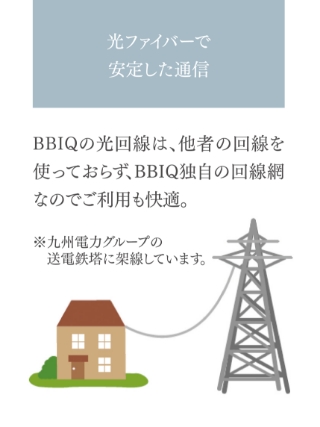 光ファイバーで
安定した通信
BBIQの光回線は、他者の回線を
使っておらず、BBIQ独自の回線網
なのでご利用も快適。
※九州電力グループの
送電鉄塔に架線しています。